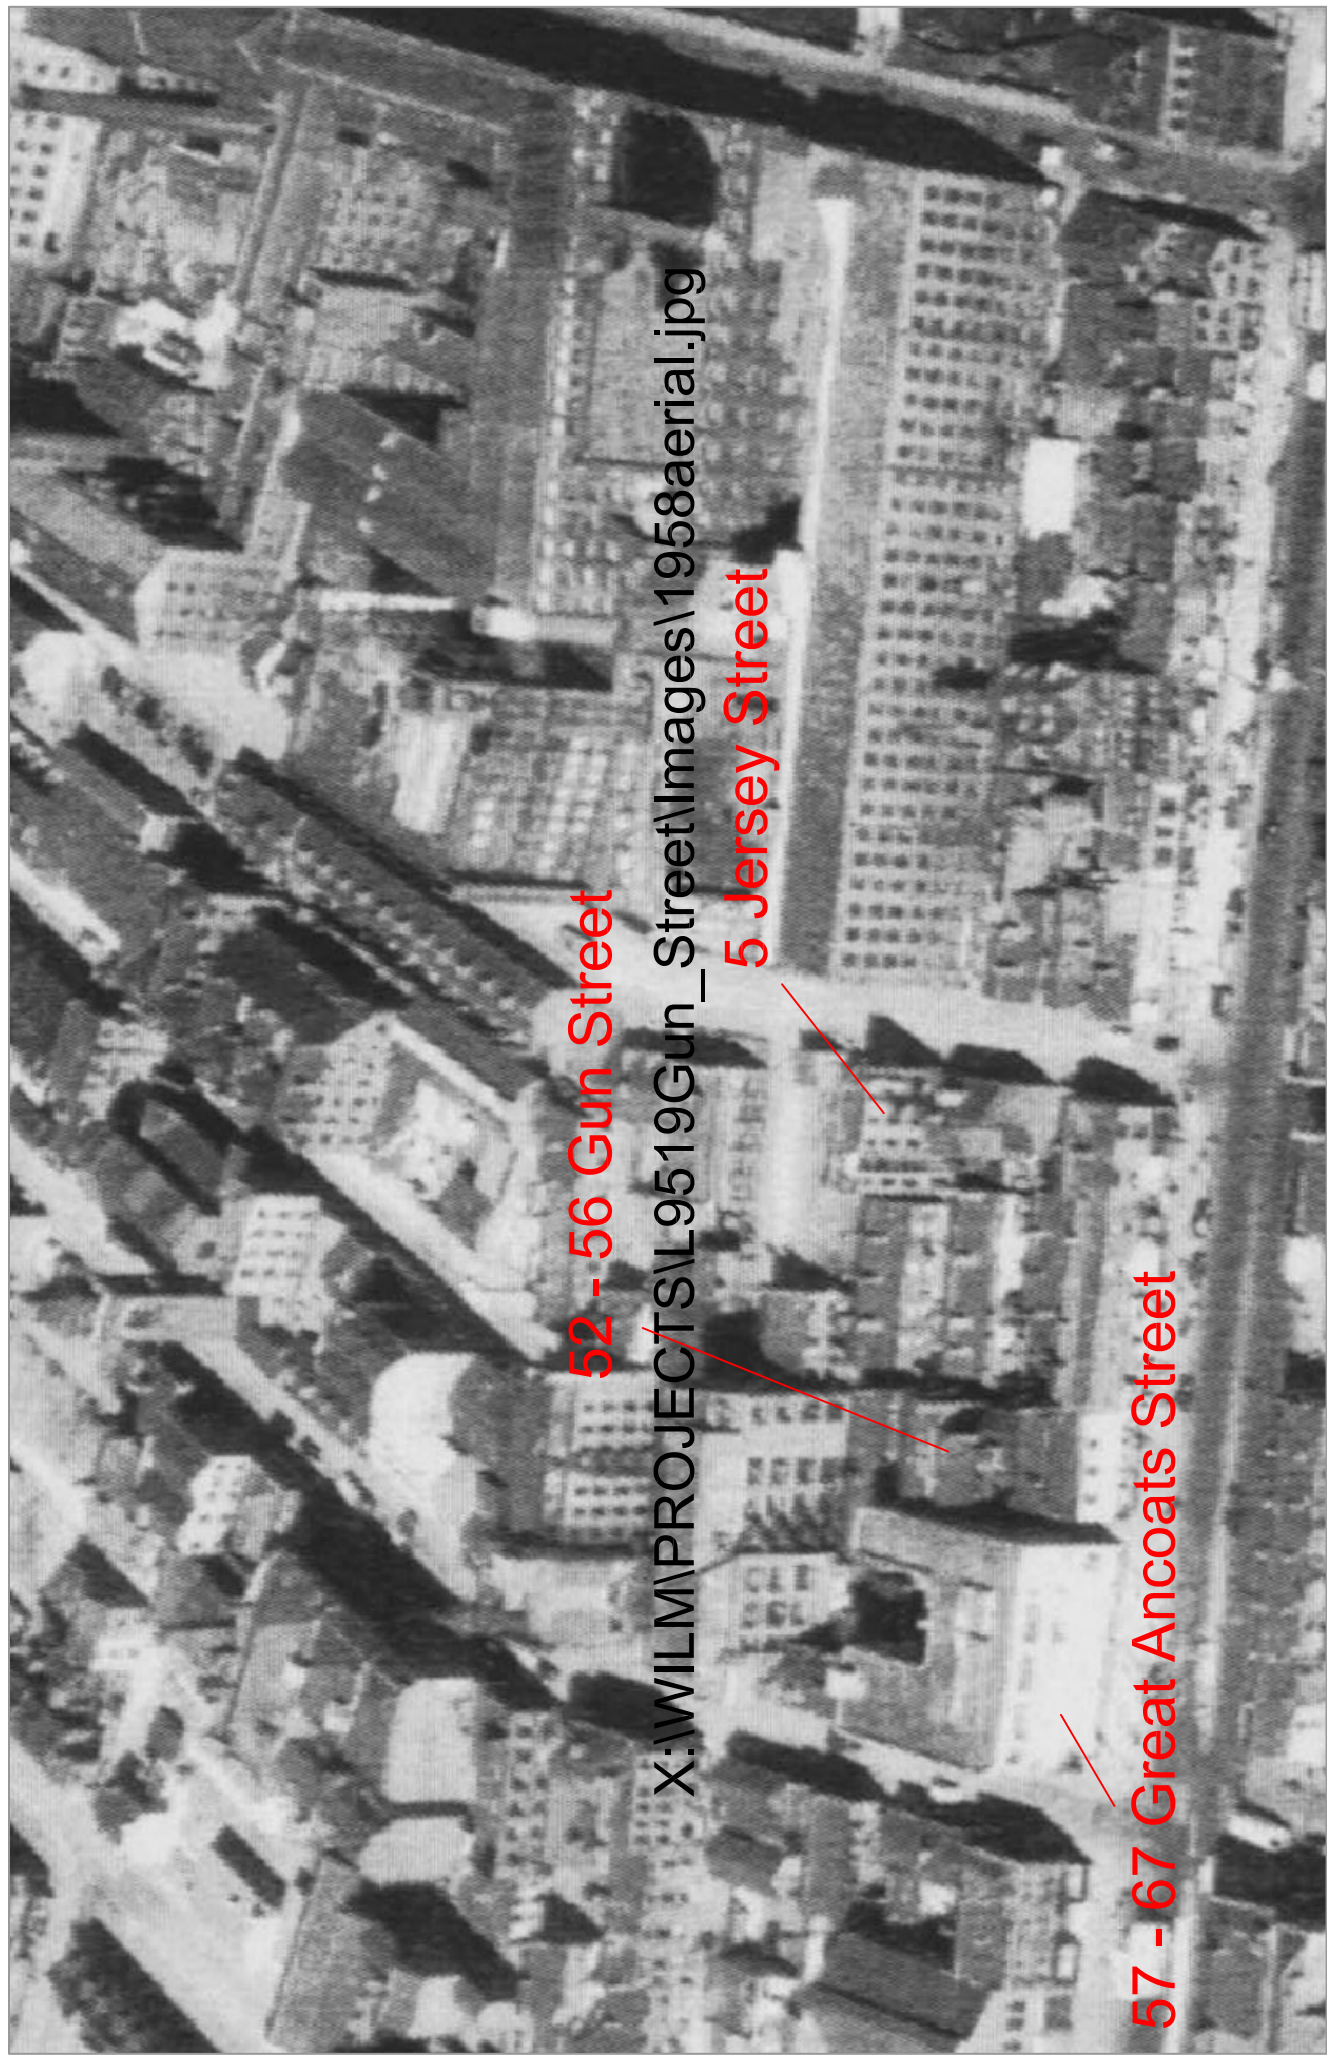 52 - 56 Gun Street
X:\WILM\PROJECTS\L9519Gun_Street\Images\1958aerial.jpg
5 Jersey Street
57 - 67 Great Ancoats Street